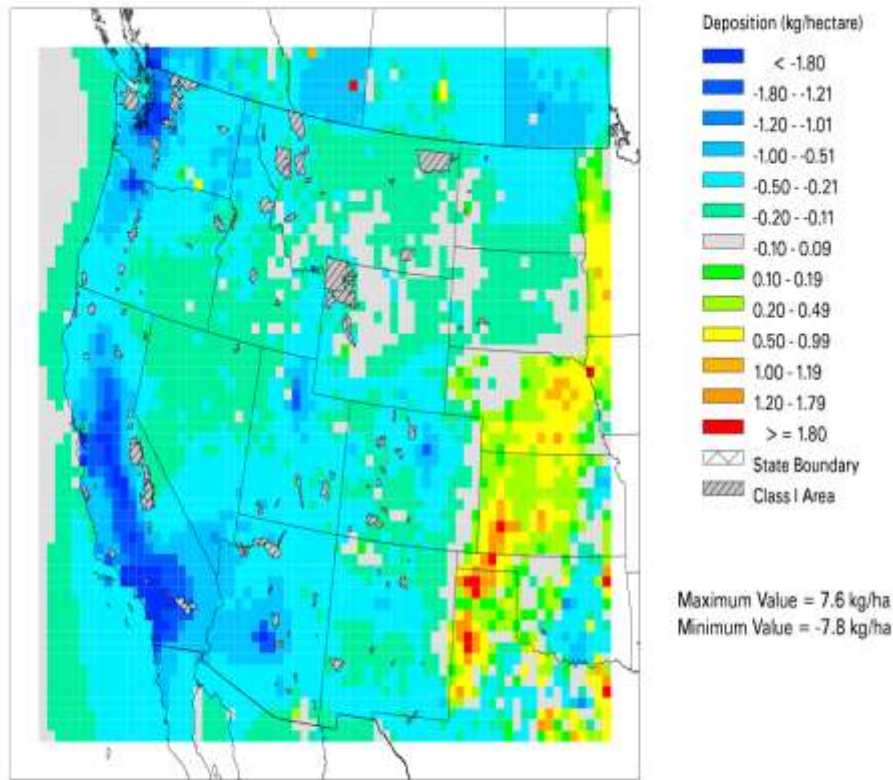 Deposition (kg/hectare)
< -1.80
-1.80 - -1.21
-1.20 - -1.01
-1.00 - -0.51
-0.50 - -0.21
-0.20 - -0.11
-0.10 - 0.09
0.10 - 0.19
0.20 - 0.49
0.50 - 0.99
1.00 - 1.19
1.20 - 1.79
> = 1.80
State Boundary
Class I Area
Maximum Value = 7.6 kg/ha
Minimum Value = -7.8 kg/ha